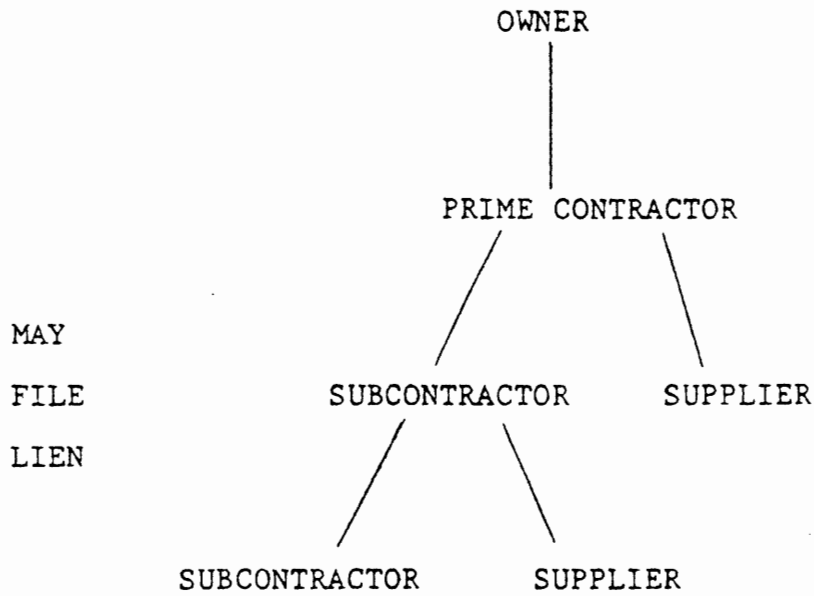 OWNER
PRIME CONTRACTOR
MAY
FILE SUBCONTRACTOR SUPPLIER
LIEN
SUBCONTRACTOR SUPPLIER